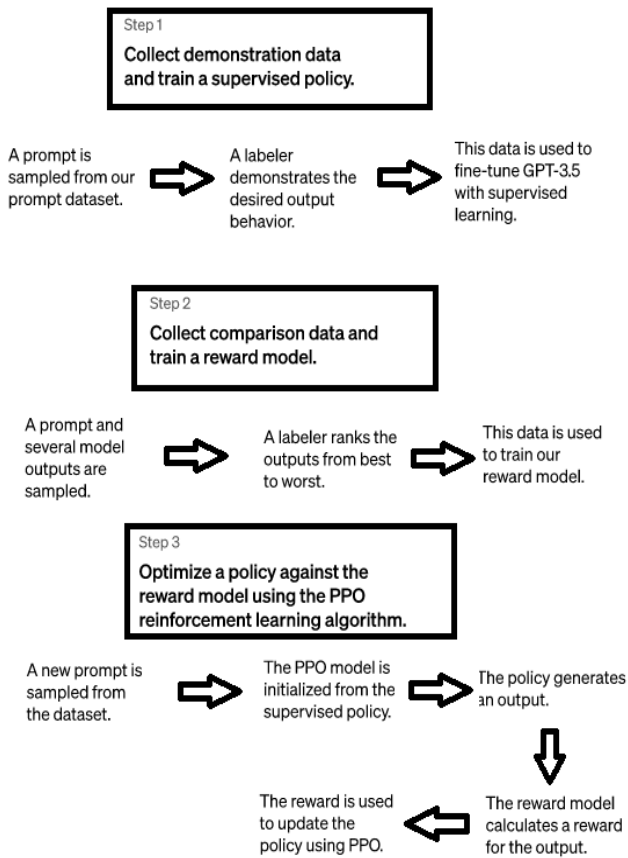 Step 1
Collect demonstration data
and train a supervised policy.
A prompt is
sampled from our
prompt dataset.
A labeler
demonstrates the
desired output
behavior.
This data is used to
fine-tune GPT-3.5
with supervised
learning.
Step 2
Collect comparison data and
train a reward model.
A prompt and
several model
outputs are
sampled.
A labeler ranks the
outputs from best
to worst.
This data is used
to train our
reward model.
Step 3
Optimize a policy against the
reward model using the PPO
reinforcement learning algorithm.
A new prompt is
sampled from
the dataset.
The PPO model is
initialized from the
supervised policy.
The policy generates
an output.
The reward model
calculates a reward
for the output.
The reward is used
to update the
policy using PPO.